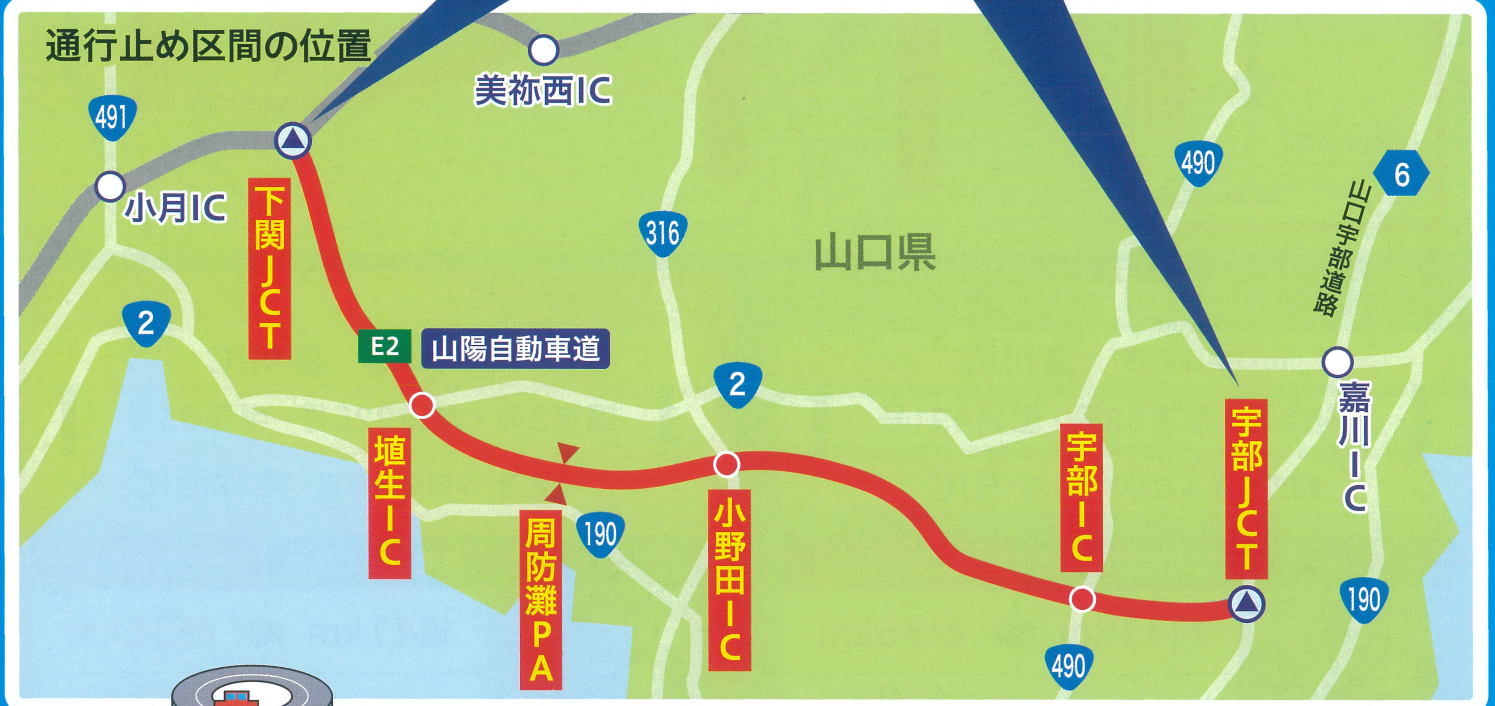 通行止め区間の位置
美祢西IC
491
小月IC
下関JCT
2
E2
山陽自動車道
埴生IC
周防灘PA
190
316
山口県
2
小野田IC
490
宇部IC
490
宇部JCT
6
山口宇部道路
嘉川IC
190